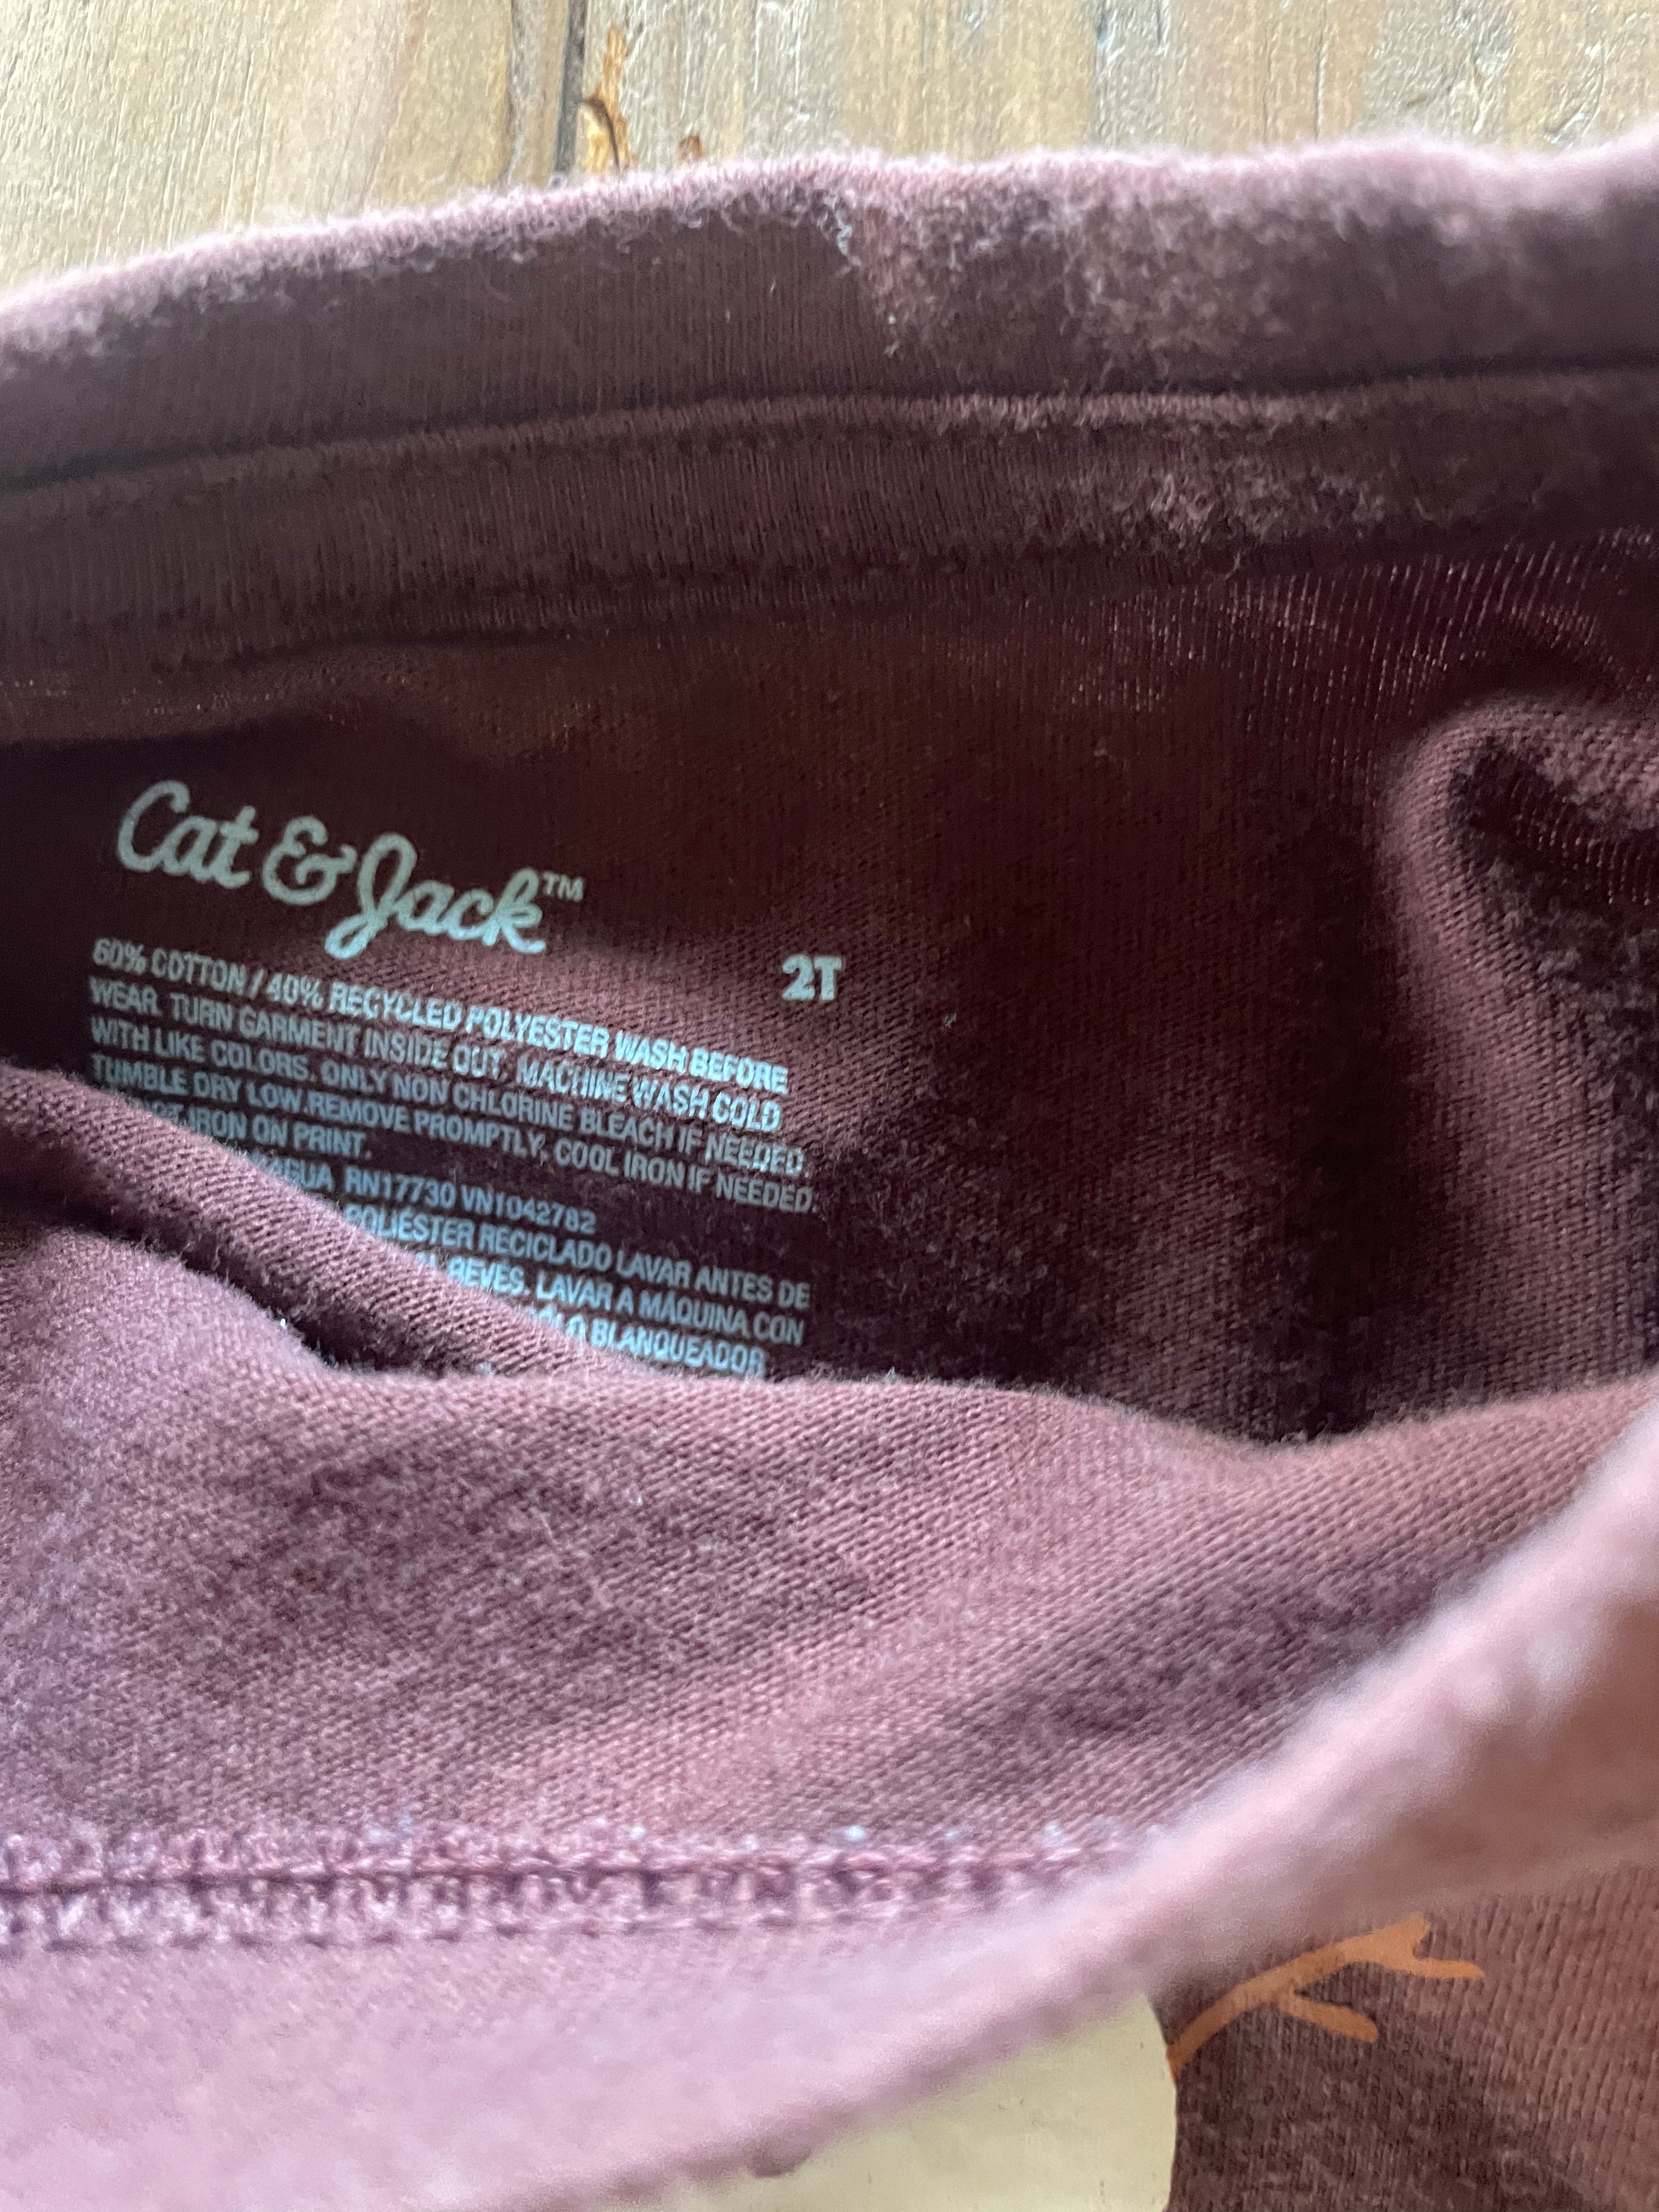 Cat & Jack™
2T
60% COTTON / 40% RECYCLED POLYESTER WASH BEFORE
WEAR. TURN GARMENT INSIDE OUT. MACHINE WASH COLD
WITH LIKE COLORS. ONLY NON CHLORINE BLEACH IF NEEDED.
TUMBLE DRY LOW.REMOVE PROMPTLY, COOL IRON IF NEEDED.
IRON ON PRINT.
RN17730 VN1042782
POLIÉSTER RECICLADO LAVAR ANTES DE
REVÉS. LAVAR A MÁQUINA CON
BLANQUEADOR